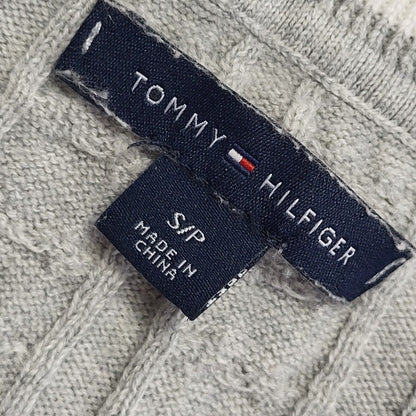 TOMMY HILFIGER
S/P
MADE IN
CHINA